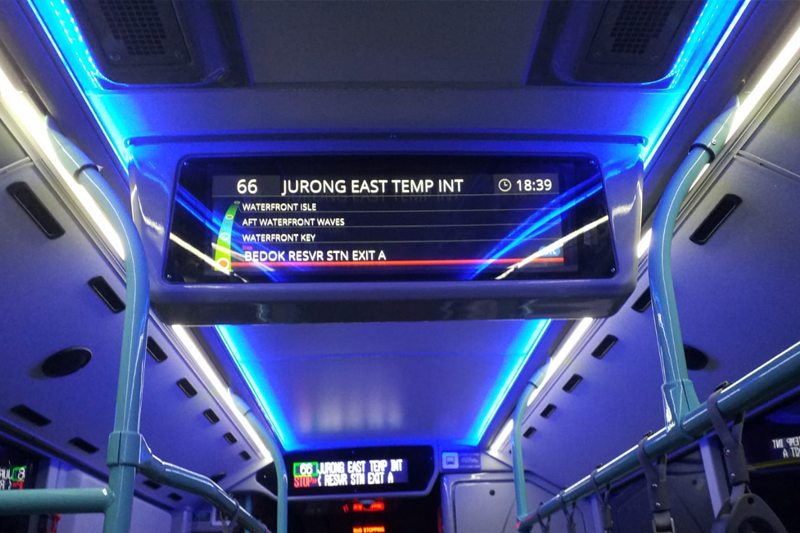 66 JURONG EAST TEMP INT 18:39
WATERFRONT ISLE
AFT WATERFRONT WAVES
WATERFRONT KEY
BEDOK RESVR STN EXIT A
66 JURONG EAST TEMP INT
STOP= RESVR STN EXIT A